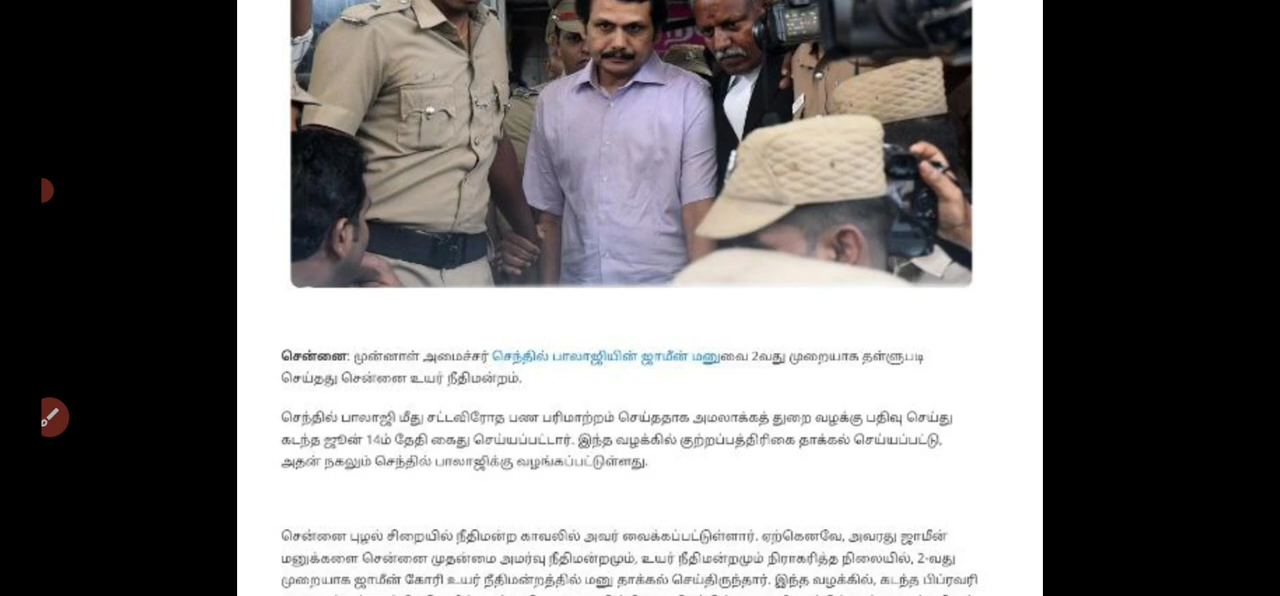 சென்னை: முன்னாள் அமைச்சர் செந்தில் பாலாஜியின் ஜாமீன் மனுவை 2வது முறையாக தள்ளுபடி
செய்தது சென்னை உயர் நீதிமன்றம்.
செந்தில் பாலாஜி மீது சட்டவிரோத பண பரிமாற்றம் செய்ததாக அமலாக்கத் துறை வழக்கு பதிவு செய்து
கடந்த ஜூன் 14ம் தேதி கைது செய்யப்பட்டார். இந்த வழக்கில் குற்றப்பத்திரிகை தாக்கல் செய்யப்பட்டு,
அதன் நகலும் செந்தில் பாலாஜிக்கு வழங்கப்பட்டுள்ளது.
சென்னை புழல் சிறையில் நீதிமன்ற காவலில் அவர் வைக்கப்பட்டுள்ளார். ஏற்கெனவே, அவரது ஜாமீன்
மனுக்களை சென்னை முதன்மை அமர்வு நீதிமன்றமும், உயர் நீதிமன்றமும் நிராகரித்த நிலையில், 2-வது
முறையாக ஜாமீன் கோரி உயர் நீதிமன்றத்தில் மனு தாக்கல் செய்திருந்தார். இந்த வழக்கில், கடந்த பிப்ரவரி